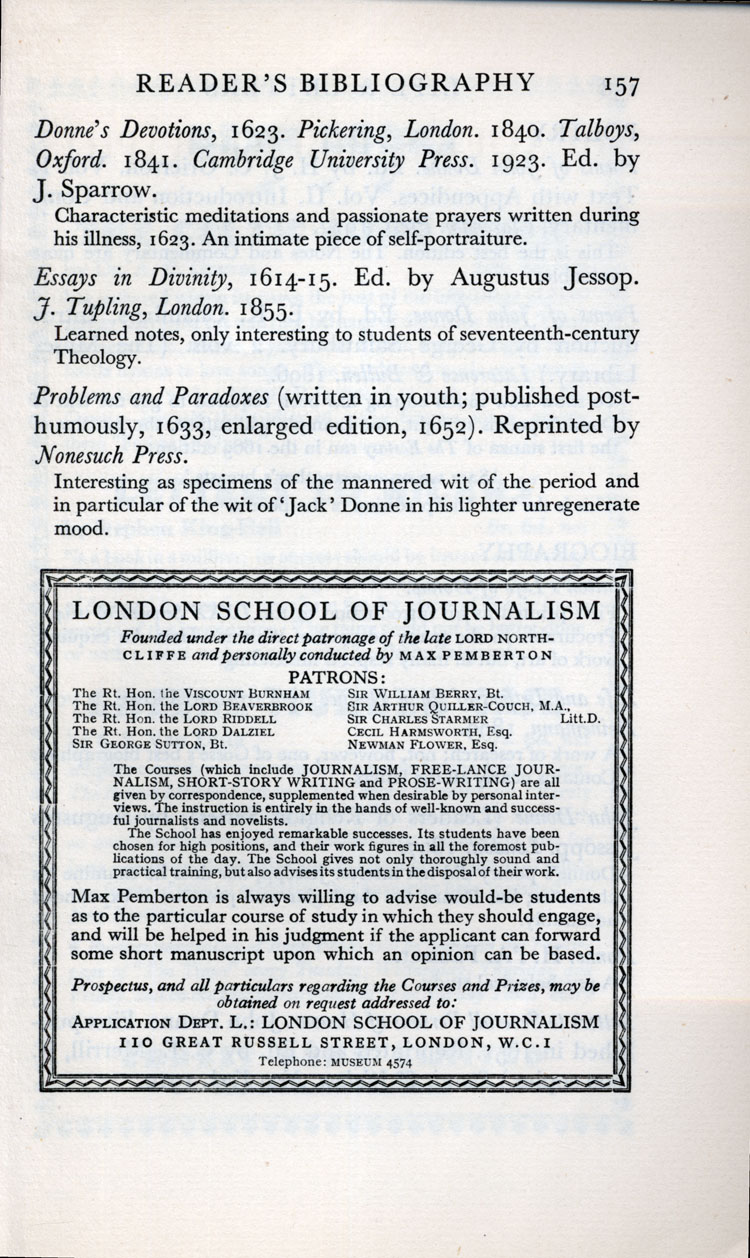 READER'S BIBLIOGRAPHY 157
Donne's Devotions, 1623. Pickering, London. 1840. Talboys,
Oxford. 1841. Cambridge University Press. 1923. Ed. by
J. Sparrow.
Characteristic meditations and passionate prayers written during
his illness, 1623. An intimate piece of self-portraiture.
Essays in Divinity, 1614-15. Ed. by Augustus Jessop.
J. Tupling, London. 1855.
Learned notes, only interesting to students of seventeenth-century
Theology.
Problems and Paradoxes (written in youth; published post-
humously, 1633, enlarged edition, 1652). Reprinted by
Nonesuch Press.
Interesting as specimens of the mannered wit of the period and
in particular of the wit of 'Jack' Donne in his lighter unregenerate
mood.
LONDON SCHOOL OF JOURNALISM
Founded under the direct patronage of the late LORD NORTH-
CLIFFE and personally conducted by MAX PEMBERTON
PATRONS:
The Rt. Hon. the VISCOUNT BURNHAM
The Rt. Hon. the LORD BEAVERBROOK
The Rt. Hon. the LORD RIDDELL
The Rt. Hon. the LORD DALZIEL
SIR GEORGE SUTTON, Bt.
SIR WILLIAM BERRY, Bt.
SIR ARTHUR QUILLER-COUCH, M.A.,
Litt.D.
SIR CHARLES STARMER
CECIL HARMSWORTH, Esq.
NEWMAN FLOWER, Esq.
The Courses (which include JOURNALISM, FREE-LANCE JOUR-
NALISM, SHORT-STORY WRITING and PROSE-WRITING) are all
given by correspondence, supplemented when desirable by personal inter-
views. The instruction is entirely in the hands of well-known and success-
ful journalists and novelists.
The School has enjoyed remarkable successes. Its students have been
chosen for high positions, and their work figures in all the foremost pub-
lications of the day. The School gives not only thoroughly sound and
practical training, but also advises its students in the disposal of their work.
Max Pemberton is always willing to advise would-be students
as to the particular course of study in which they should engage,
and will be helped in his judgment if the applicant can forward
some short manuscript upon which an opinion can be based.
Prospectus, and all particulars regarding the Courses and Prizes, may be
obtained on request addressed to:
APPLICATION DEPT. L.: LONDON SCHOOL OF JOURNALISM
110 GREAT RUSSELL STREET, LONDON, W.C.1
Telephone: MUSEUM 4574